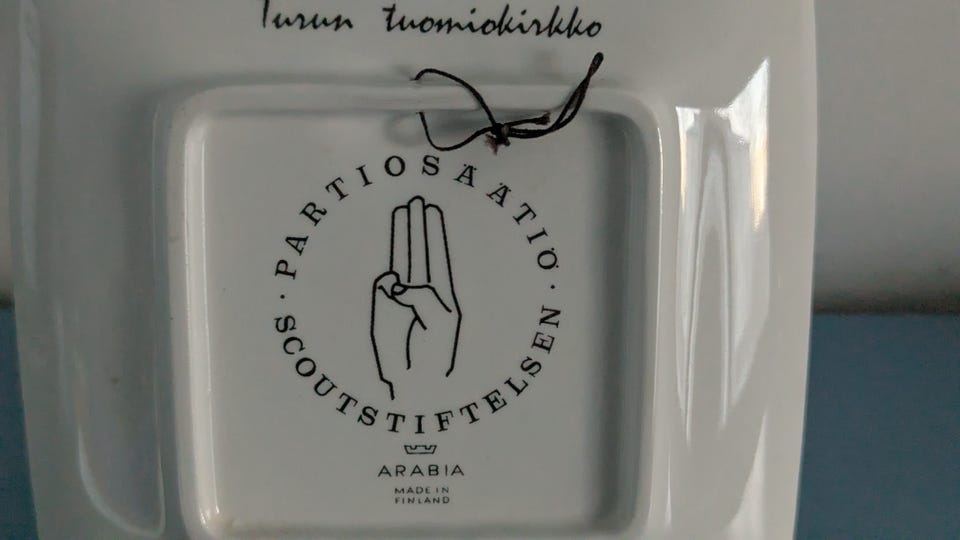 Turun tuomiokirkko
PARTIOSÄÄTIÖ ·
SCOUTSTIFTELSEN ·
ARABIA
MADE IN
FINLAND